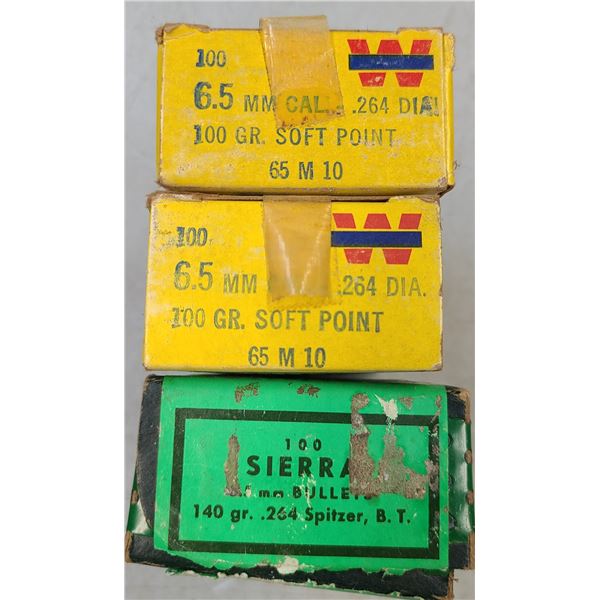 100 W
6.5 MM CAL. .264 DIA.
100 GR. SOFT POINT
65 M 10
100 W
6.5 MM .264 DIA.
100 GR. SOFT POINT
65 M 10
100
SIERRA
mm BULLETS
140 gr. .264 Spitzer, B. T.